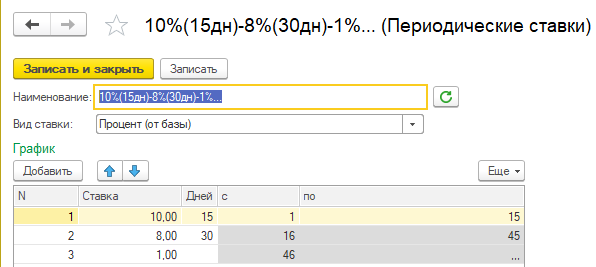 10%(15дн)-8%(30дн)-1%... (Периодические ставки)
Записать и закрыть Записать
Наименование: 10%(15дн)-8%(30дн)-1%...
Вид ставки: Процент (от базы)
График
Добавить Еще
N Ставка Дней с по
1 10,00 15 1 15
2 8,00 30 16 45
3 1,00 46 ...